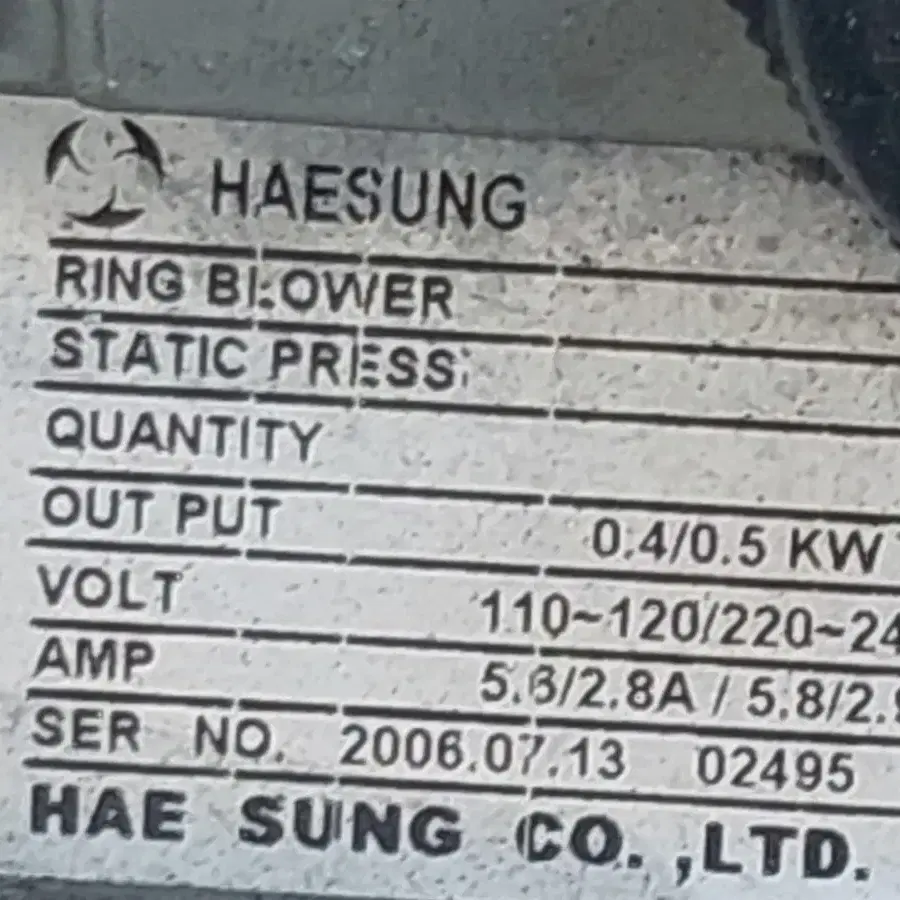 HAESUNG
RING BLOWER
STATIC PRESS.
QUANTITY
OUT PUT 0.4/0.5 KW
VOLT 110~120/220~24
AMP 5.6/2.8A / 5.8/2.9
SER NO. 2006.07.13 02495
HAE SUNG CO. ,LTD.